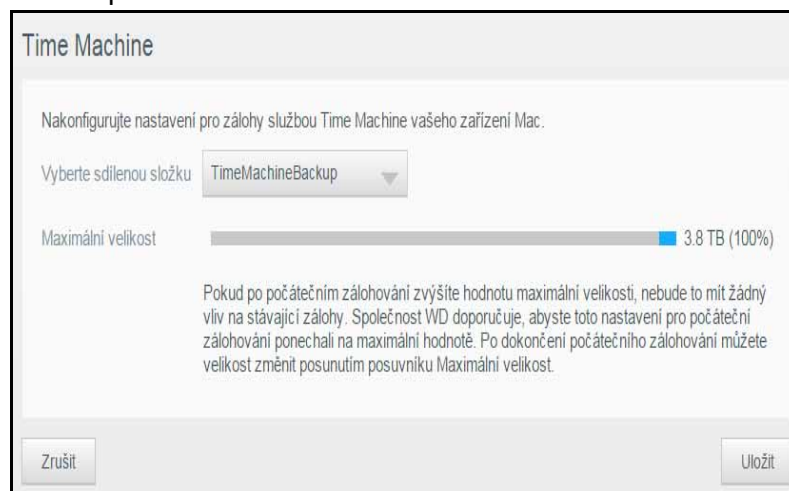 Time Machine
Nakonfigurujte nastavení pro zálohy službou Time Machine vašeho zařízení Mac.
Vyberte sdílenou složku TimeMachineBackup
Maximální velikost 3.8 TB (100%)
Pokud po počátečním zálohování zvýšíte hodnotu maximální velikosti, nebude to mít žádný
vliv na stávající zálohy. Společnost WD doporučuje, abyste toto nastavení pro počáteční
zálohování ponechali na maximální hodnotě. Po dokončení počátečního zálohování můžete
velikost změnit posunutím posuvníku Maximální velikost.
Zrušit Uložit